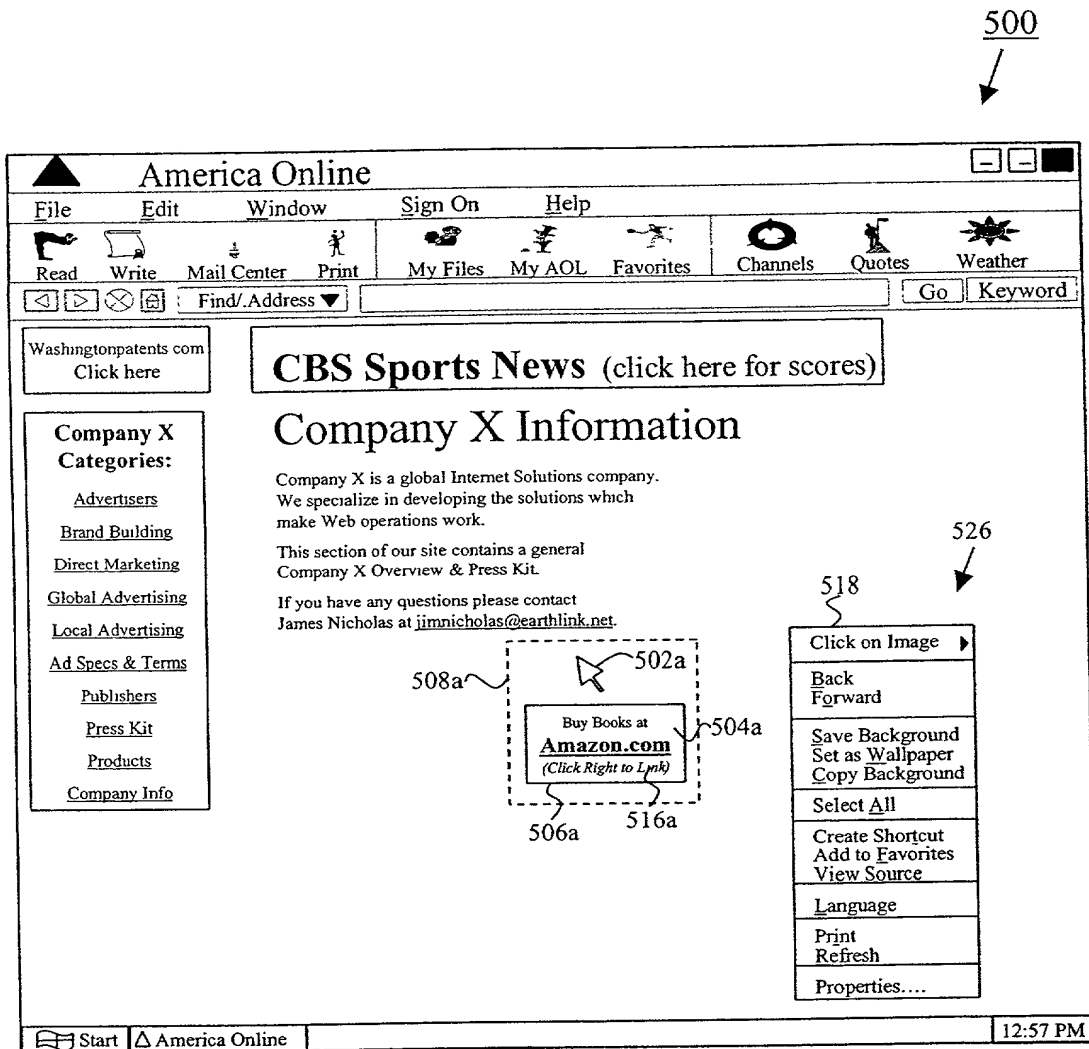 500
America Online
File Edit Window Sign On Help
Read Write Mail Center Print My Files My AOL Favorites Channels Quotes Weather
Find/.Address Go Keyword
Washingtonpatents com
Click here
CBS Sports News (click here for scores)
Company X
Categories:
Advertisers
Brand Building
Direct Marketing
Global Advertising
Local Advertising
Ad Specs & Terms
Publishers
Press Kit
Products
Company Info
Company X Information
Company X is a global Internet Solutions company.
We specialize in developing the solutions which
make Web operations work.
This section of our site contains a general
Company X Overview & Press Kit.
If you have any questions please contact
James Nicholas at jimnicholas@earthlink.net.
508a
502a
Buy Books at
Amazon.com
(Click Right to Link)
504a
506a
516a
526
518
Click on Image
Back
Forward
Save Background
Set as Wallpaper
Copy Background
Select All
Create Shortcut
Add to Favorites
View Source
Language
Print
Refresh
Properties....
Start America Online 12:57 PM